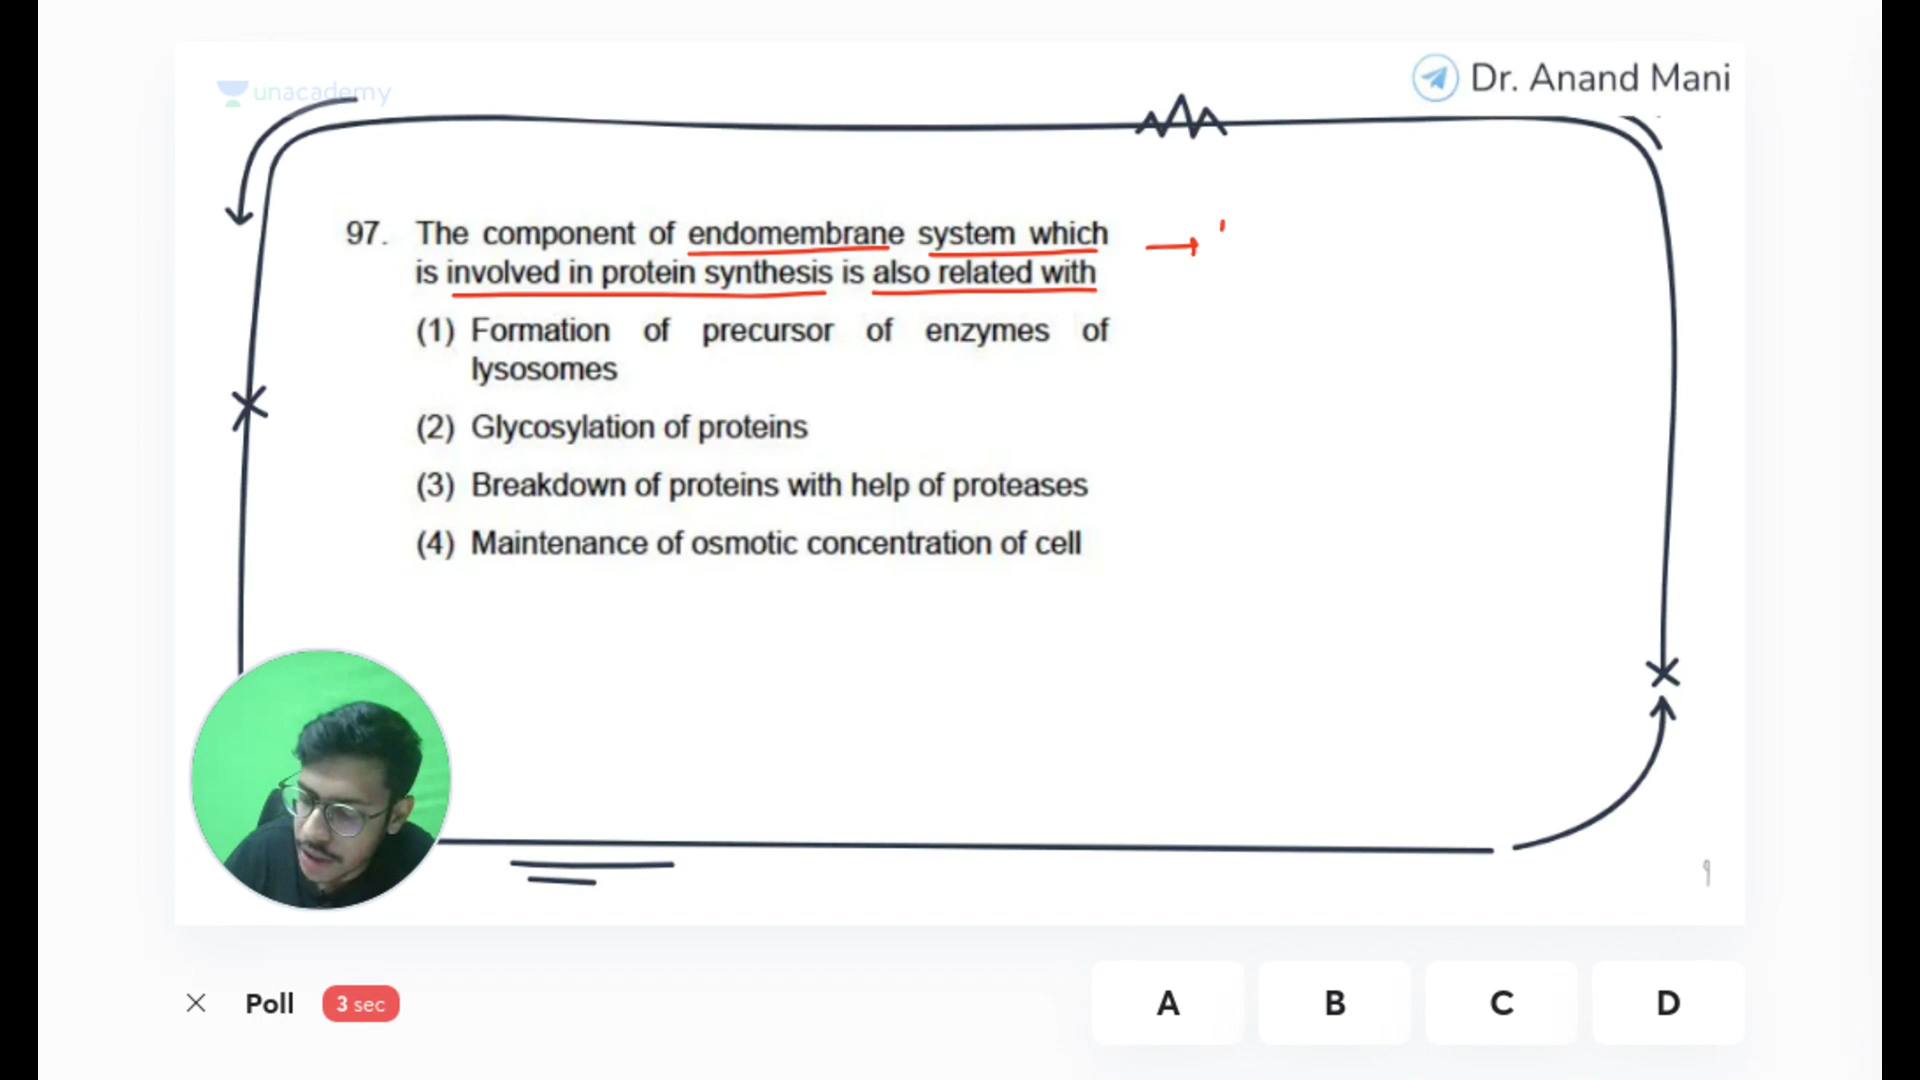 unacademy
Dr. Anand Mani
97. The component of endomembrane system which
is involved in protein synthesis is also related with
(1) Formation of precursor of enzymes of
lysosomes
(2) Glycosylation of proteins
(3) Breakdown of proteins with help of proteases
(4) Maintenance of osmotic concentration of cell
Poll 3 sec A B C D